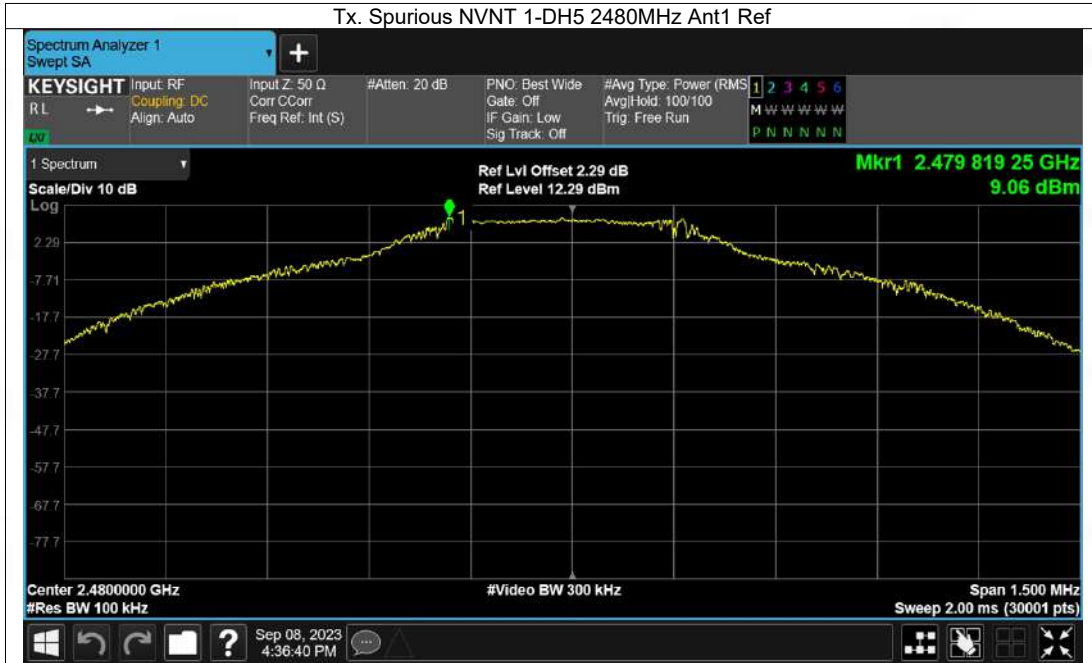 Tx. Spurious NVNT 1-DH5 2480MHz Ant1 Ref
Spectrum Analyzer 1
Swept SA
+
KEYSIGHT
R L
LXI
Input: RF
Coupling: DC
Align: Auto
Input Z: 50 Ω
Corr CCorr
Freq Ref: Int (S)
#Atten: 20 dB
PNO: Best Wide
Gate: Off
IF Gain: Low
Sig Track: Off
#Avg Type: Power (RMS
Avg|Hold: 100/100
Trig: Free Run
1 2 3 4 5 6
M W W W W W
P N N N N N
1 Spectrum
Scale/Div 10 dB
Log
Ref Lvl Offset 2.29 dB
Ref Level 12.29 dBm
Mkr1 2.479 819 25 GHz
9.06 dBm
1
2.29
-7.71
-17.7
-27.7
-37.7
-47.7
-57.7
-67.7
-77.7
Center 2.4800000 GHz
#Res BW 100 kHz
#Video BW 300 kHz
Span 1.500 MHz
Sweep 2.00 ms (30001 pts)
?
Sep 08, 2023
4:36:40 PM